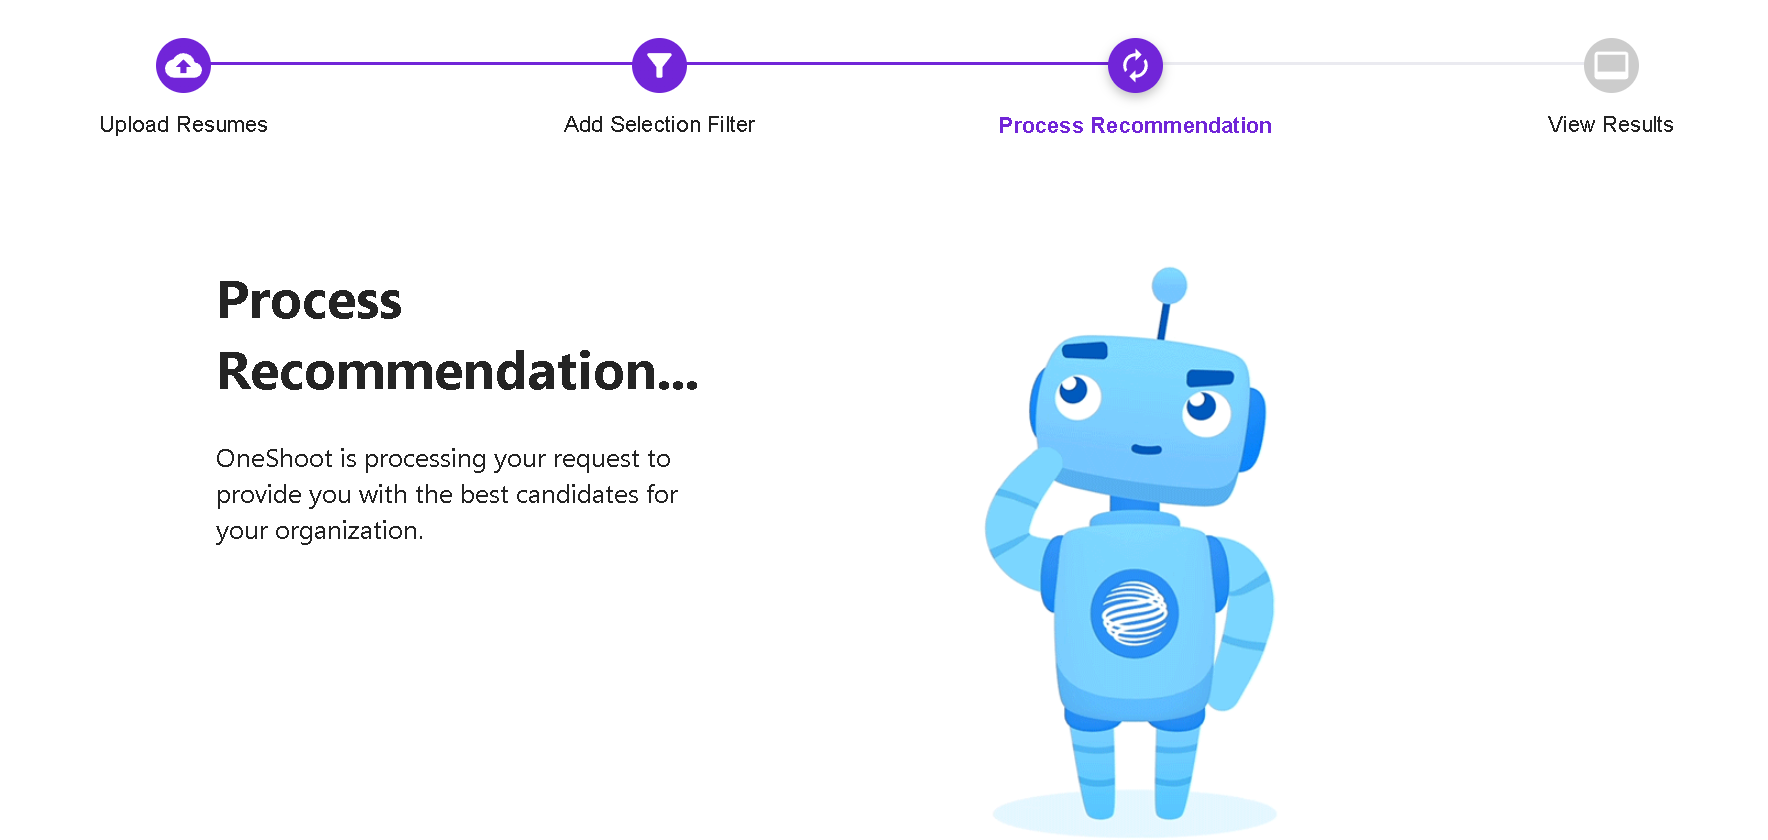 Upload Resumes
Add Selection Filter
Process Recommendation
View Results
Process
Recommendation...
OneShoot is processing your request to
provide you with the best candidates for
your organization.